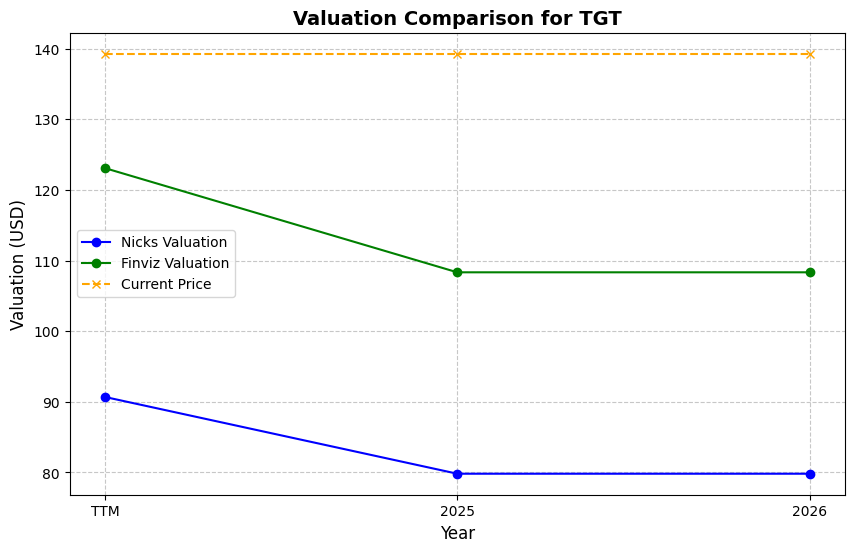 Valuation Comparison for TGT
Valuation (USD)
140
130
120
110
100
90
80
Nicks Valuation
Finviz Valuation
Current Price
TTM
2025
2026
Year